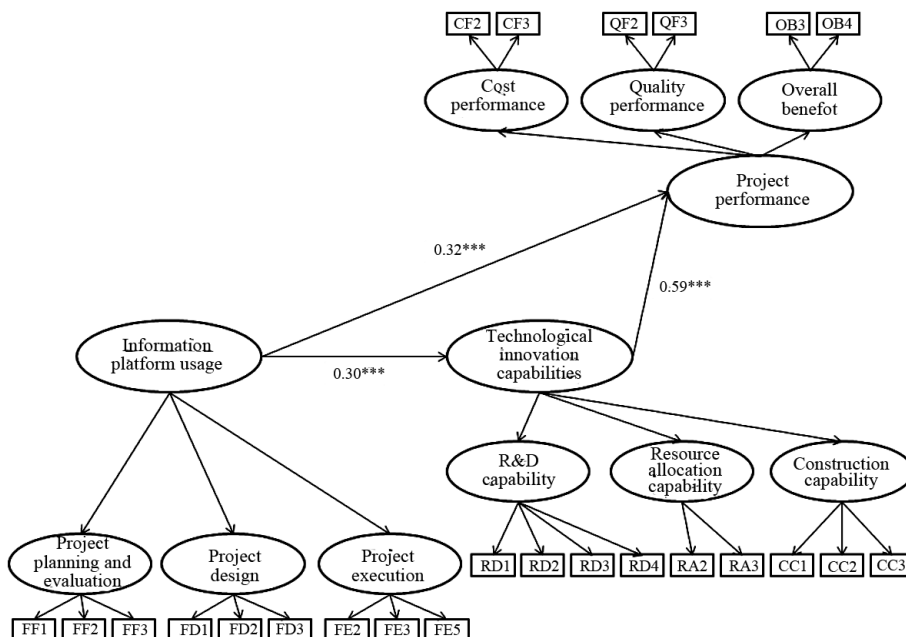 CF2 CF3 QF2 QF3 OB3 OB4
Cost
performance
Quality
performance
Overall
benefot
Project
performance
0.32***
0.59***
Information
platform usage
0.30***
Technological
innovation
capabilities
R&D
capability
Resource
allocation
capability
Construction
capability
RD1 RD2 RD3 RD4 RA2 RA3 CC1 CC2 CC3
Project
planning and
evaluation
Project
design
Project
execution
FF1 FF2 FF3 FD1 FD2 FD3 FE2 FE3 FE5